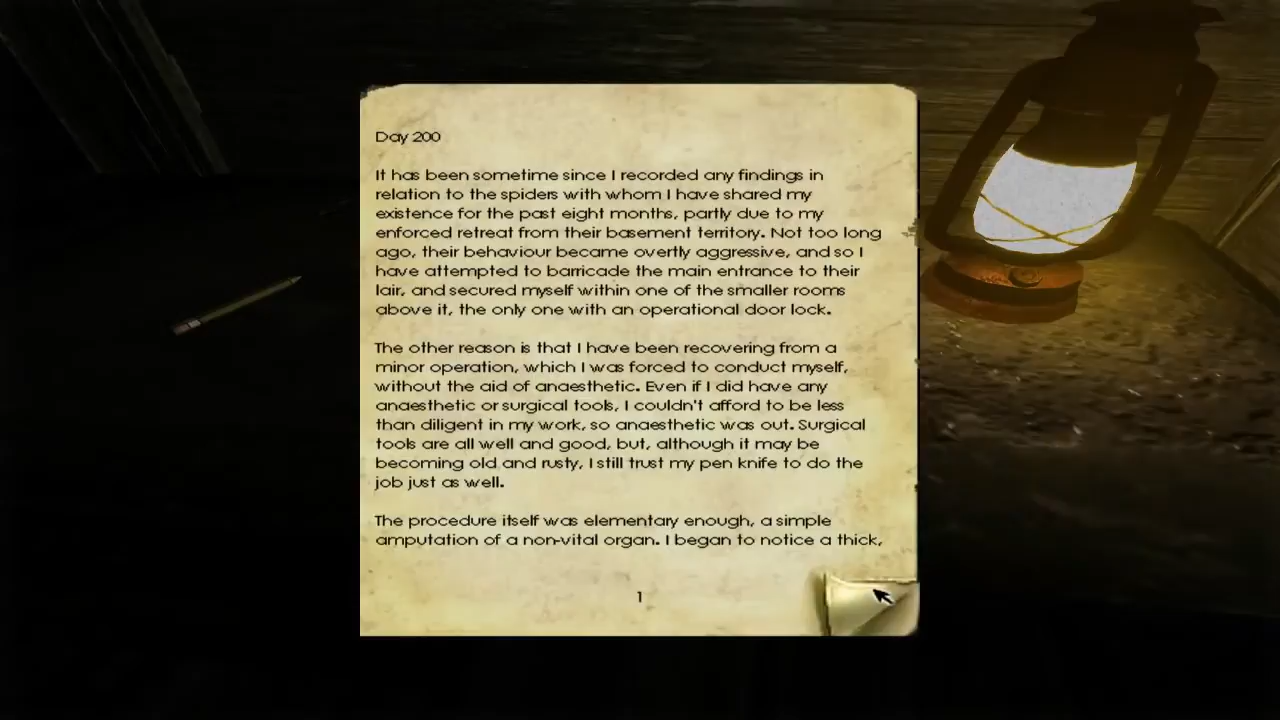 Day 200
It has been sometime since I recorded any findings in
relation to the spiders with whom I have shared my
existence for the past eight months, partly due to my
enforced retreat from their basement territory. Not too long
ago, their behaviour became overtly aggressive, and so I
have attempted to barricade the main entrance to their
lair, and secured myself within one of the smaller rooms
above it, the only one with an operational door lock.
The other reason is that I have been recovering from a
minor operation, which I was forced to conduct myself,
without the aid of anaesthetic. Even if I did have any
anaesthetic or surgical tools, I couldn't afford to be less
than diligent in my work, so anaesthetic was out. Surgical
tools are all well and good, but, although it may be
becoming old and rusty, I still trust my pen knife to do the
job just as well.
The procedure itself was elementary enough, a simple
amputation of a non-vital organ. I began to notice a thick,
1